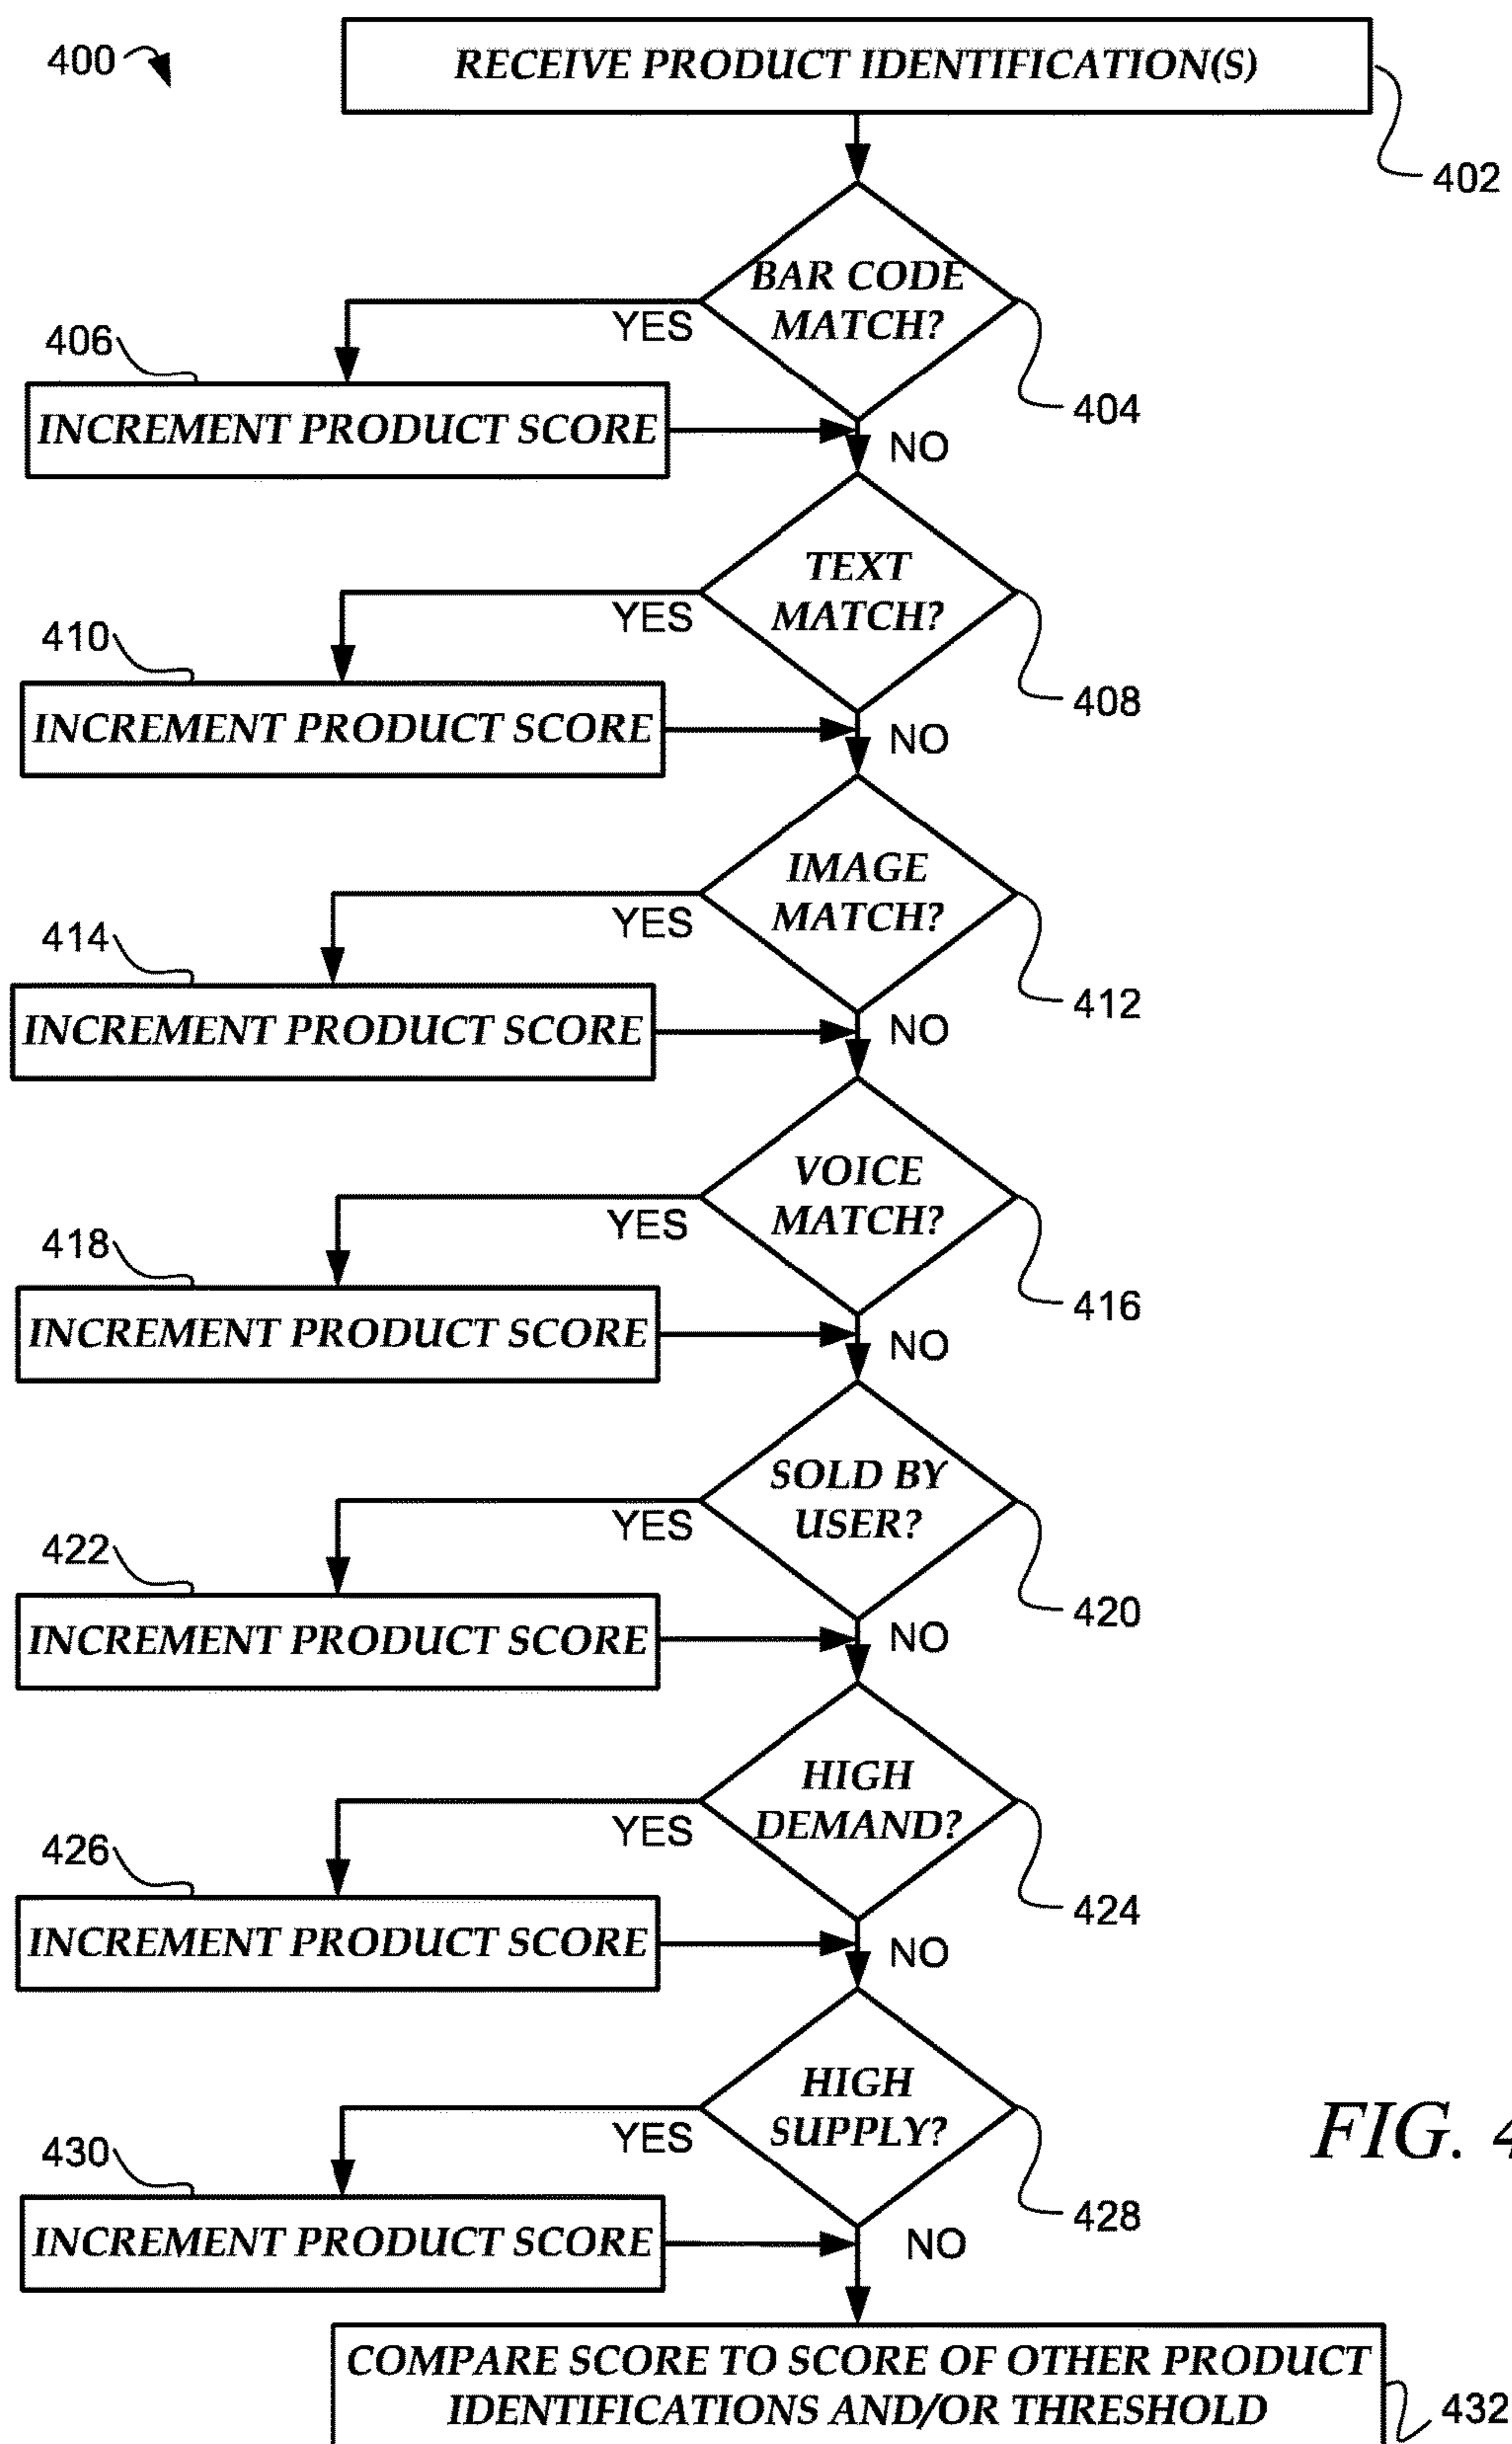 400
RECEIVE PRODUCT IDENTIFICATION(S)
402
BAR CODE
MATCH?
YES
404
406
INCREMENT PRODUCT SCORE
NO
TEXT
MATCH?
YES
408
410
INCREMENT PRODUCT SCORE
NO
IMAGE
MATCH?
YES
412
414
INCREMENT PRODUCT SCORE
NO
VOICE
MATCH?
YES
416
418
INCREMENT PRODUCT SCORE
NO
SOLD BY
USER?
YES
420
422
INCREMENT PRODUCT SCORE
NO
HIGH
DEMAND?
YES
424
426
INCREMENT PRODUCT SCORE
NO
HIGH
SUPPLY?
YES
428
FIG. 4
430
INCREMENT PRODUCT SCORE
NO
COMPARE SCORE TO SCORE OF OTHER PRODUCT
IDENTIFICATIONS AND/OR THRESHOLD
432